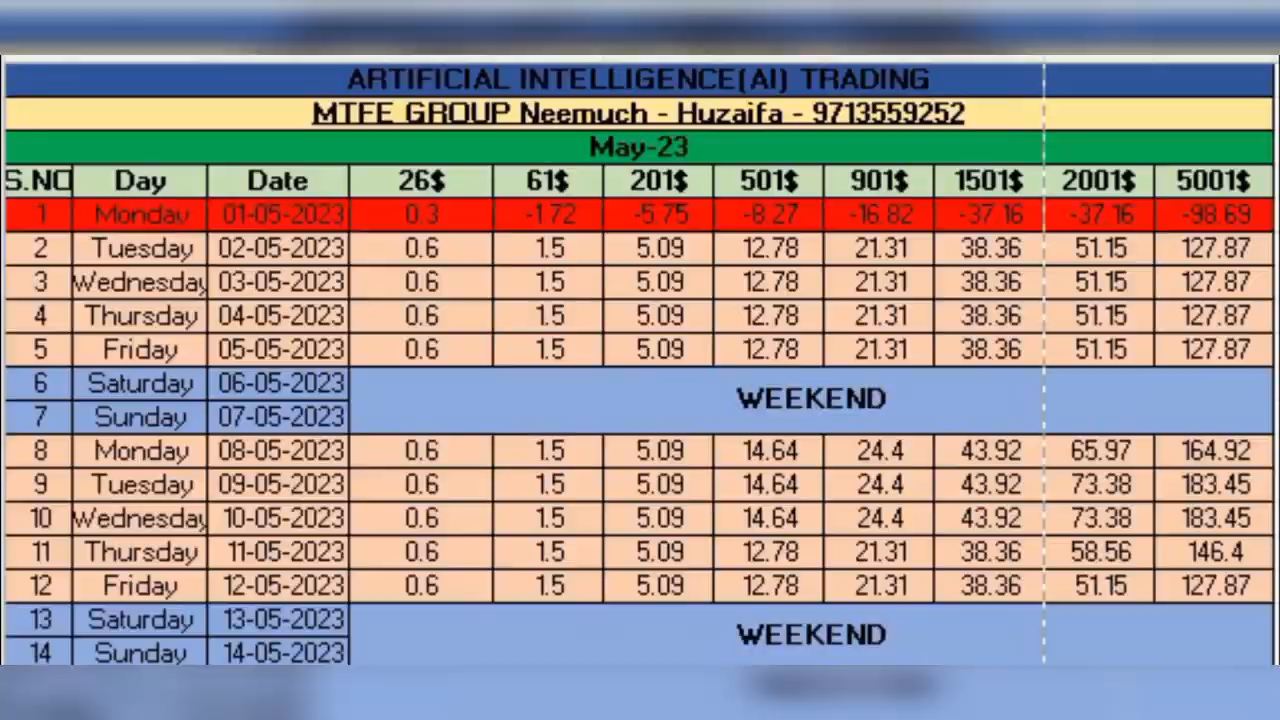 ARTIFICIAL INTELLIGENCE(AI) TRADING
MTFE GROUP Neemuch - Huzaifa - 9713559252
May-23
S.NO Day Date 26$ 61$ 201$ 501$ 901$ 1501$ 2001$ 5001$
1 Monday 01-05-2023 0.3 -1.72 -5.75 -8.27 -16.82 -37.16 -37.16 -98.69
2 Tuesday 02-05-2023 0.6 1.5 5.09 12.78 21.31 38.36 51.15 127.87
3 Wednesday 03-05-2023 0.6 1.5 5.09 12.78 21.31 38.36 51.15 127.87
4 Thursday 04-05-2023 0.6 1.5 5.09 12.78 21.31 38.36 51.15 127.87
5 Friday 05-05-2023 0.6 1.5 5.09 12.78 21.31 38.36 51.15 127.87
6 Saturday 06-05-2023
WEEKEND
7 Sunday 07-05-2023
8 Monday 08-05-2023 0.6 1.5 5.09 14.64 24.4 43.92 65.97 164.92
9 Tuesday 09-05-2023 0.6 1.5 5.09 14.64 24.4 43.92 73.38 183.45
10 Wednesday 10-05-2023 0.6 1.5 5.09 14.64 24.4 43.92 73.38 183.45
11 Thursday 11-05-2023 0.6 1.5 5.09 12.78 21.31 38.36 58.56 146.4
12 Friday 12-05-2023 0.6 1.5 5.09 12.78 21.31 38.36 51.15 127.87
13 Saturday 13-05-2023
WEEKEND
14 Sunday 14-05-2023